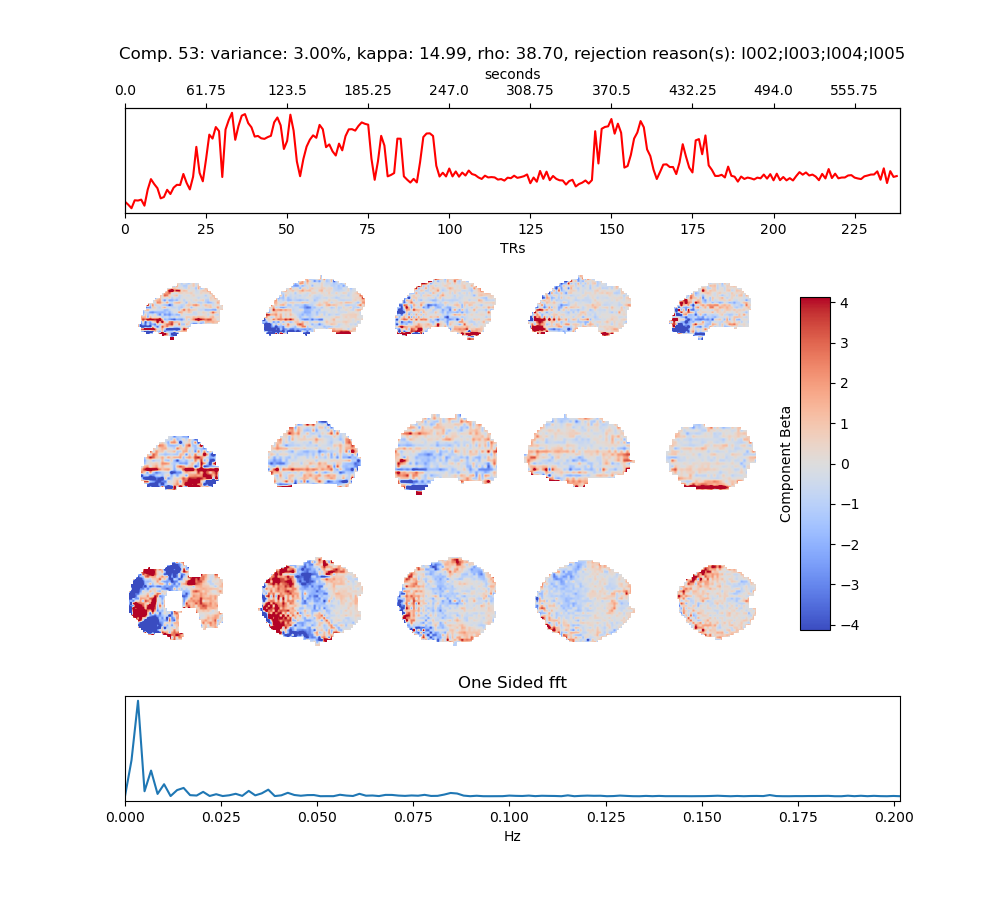 Comp. 53: variance: 3.00%, kappa: 14.99, rho: 38.70, rejection reason(s): I002;I003;I004;I005
seconds
0.0 61.75 123.5 185.25 247.0 308.75 370.5 432.25 494.0 555.75
0 25 50 75 100 125 150 175 200 225
TRs
4
3
2
1
0
−1
−2
−3
−4
Component Beta
One Sided fft
0.000 0.025 0.050 0.075 0.100 0.125 0.150 0.175 0.200
Hz